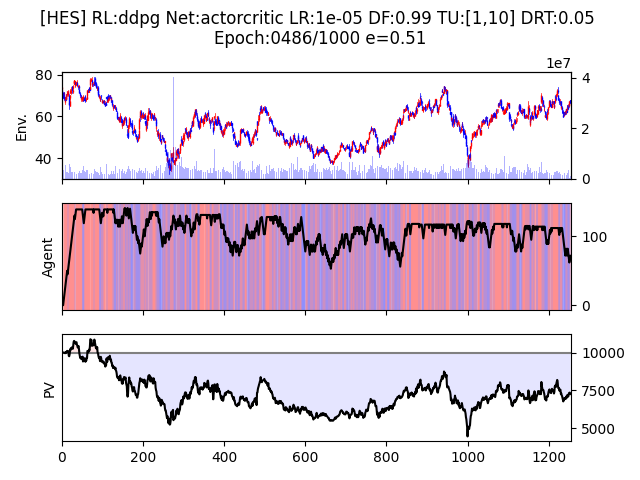 [HES] RL:ddpg Net:actorcritic LR:1e-05 DF:0.99 TU:[1,10] DRT:0.05
Epoch:0486/1000 e=0.51
1e7
80
60
40
Env.
4
2
0
Agent
100
0
PV
10000
7500
5000
0 200 400 600 800 1000 1200